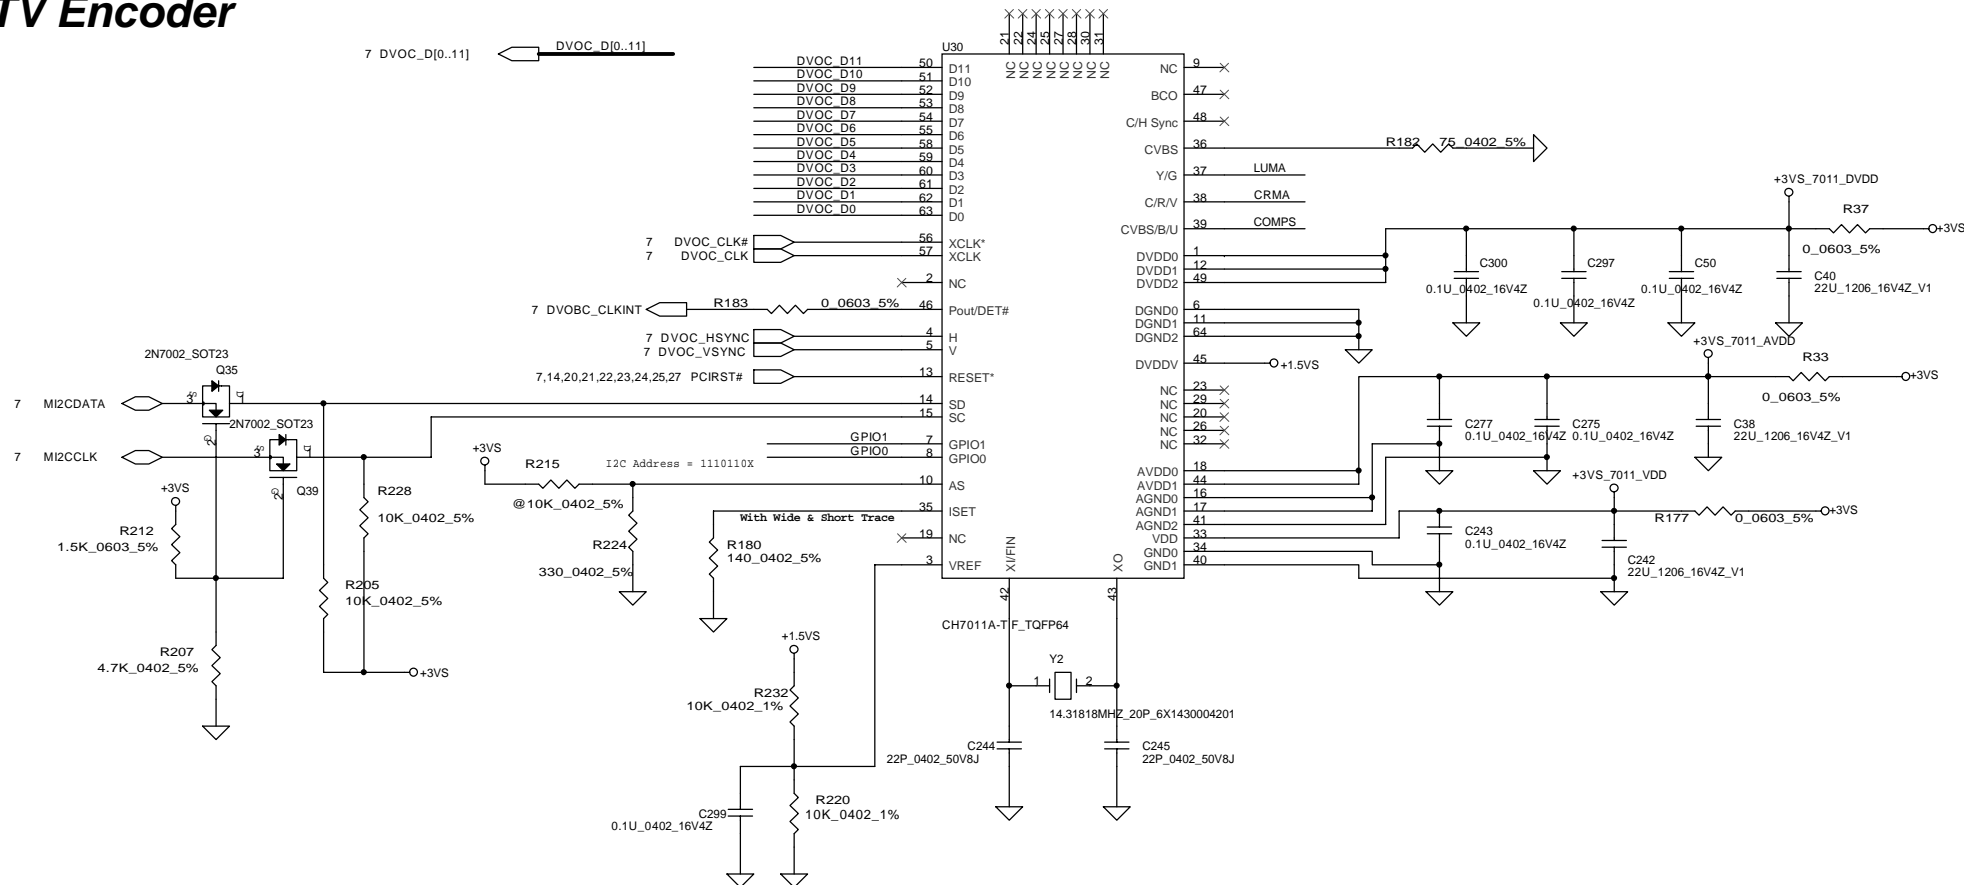 TV Encoder
7 DVOC_D[0..11]
DVOC_D[0..11]
U30
21
22
24
25
27
28
30
31
NC
NC
NC
NC
NC
NC
NC
NC
DVOC_D11 50 D11
DVOC_D10 51 D10
DVOC_D9 52 D9
DVOC_D8 53 D8
DVOC_D7 54 D7
DVOC_D6 55 D6
DVOC_D5 58 D5
DVOC_D4 59 D4
DVOC_D3 60 D3
DVOC_D2 61 D2
DVOC_D1 62 D1
DVOC_D0 63 D0
7 DVOC_CLK# 56 XCLK*
7 DVOC_CLK 57 XCLK
2 NC
7 DVOBC_CLKINT R183 0_0603_5% 46 Pout/DET#
7 DVOC_HSYNC 4 H
7 DVOC_VSYNC 5 V
7,14,20,21,22,23,24,25,27 PCIRST# 13 RESET*
14 SD
15 SC
GPIO1 7 GPIO1
GPIO0 8 GPIO0
10 AS
35 ISET
19 NC
3 VREF
XI/FIN
XO
42
43
NC 9
BCO 47
C/H Sync 48
CVBS 36
R182 75_0402_5%
Y/G 37 LUMA
C/R/V 38 CRMA
CVBS/B/U 39 COMPS
DVDD0 1
DVDD1 12
DVDD2 49
DGND0 6
DGND1 11
DGND2 64
DVDDV 45 +1.5VS
NC 23
NC 29
NC 20
NC 26
NC 32
AVDD0 18
AVDD1 44
AGND0 16
AGND1 17
AGND2 41
VDD 33
GND0 34
GND1 40
+3VS_7011_DVDD
R37
+3VS
0_0603_5%
C300
0.1U_0402_16V4Z
C297
0.1U_0402_16V4Z
C50
0.1U_0402_16V4Z
C40
22U_1206_16V4Z_V1
+3VS_7011_AVDD
R33
+3VS
0_0603_5%
C277
0.1U_0402_16V4Z
C275
0.1U_0402_16V4Z
C38
22U_1206_16V4Z_V1
+3VS_7011_VDD
R177 0_0603_5% +3VS
C243
0.1U_0402_16V4Z
C242
22U_1206_16V4Z_V1
2N7002_SOT23
Q35
7 MI2CDATA
3 S D 1
G 2
2N7002_SOT23
7 MI2CCLK
3 S D 1
G 2
Q39
+3VS
R212
1.5K_0603_5%
R228
10K_0402_5%
R205
10K_0402_5%
R207
4.7K_0402_5%
+3VS
+3VS
R215
I2C Address = 1110110X
@10K_0402_5%
R224
330_0402_5%
With Wide & Short Trace
R180
140_0402_5%
+1.5VS
R232
10K_0402_1%
C299
0.1U_0402_16V4Z
R220
10K_0402_1%
CH7011A-T F_TQFP64
Y2
1 2
14.31818MHZ_20P_6X1430004201
C244
22P_0402_50V8J
C245
22P_0402_50V8J